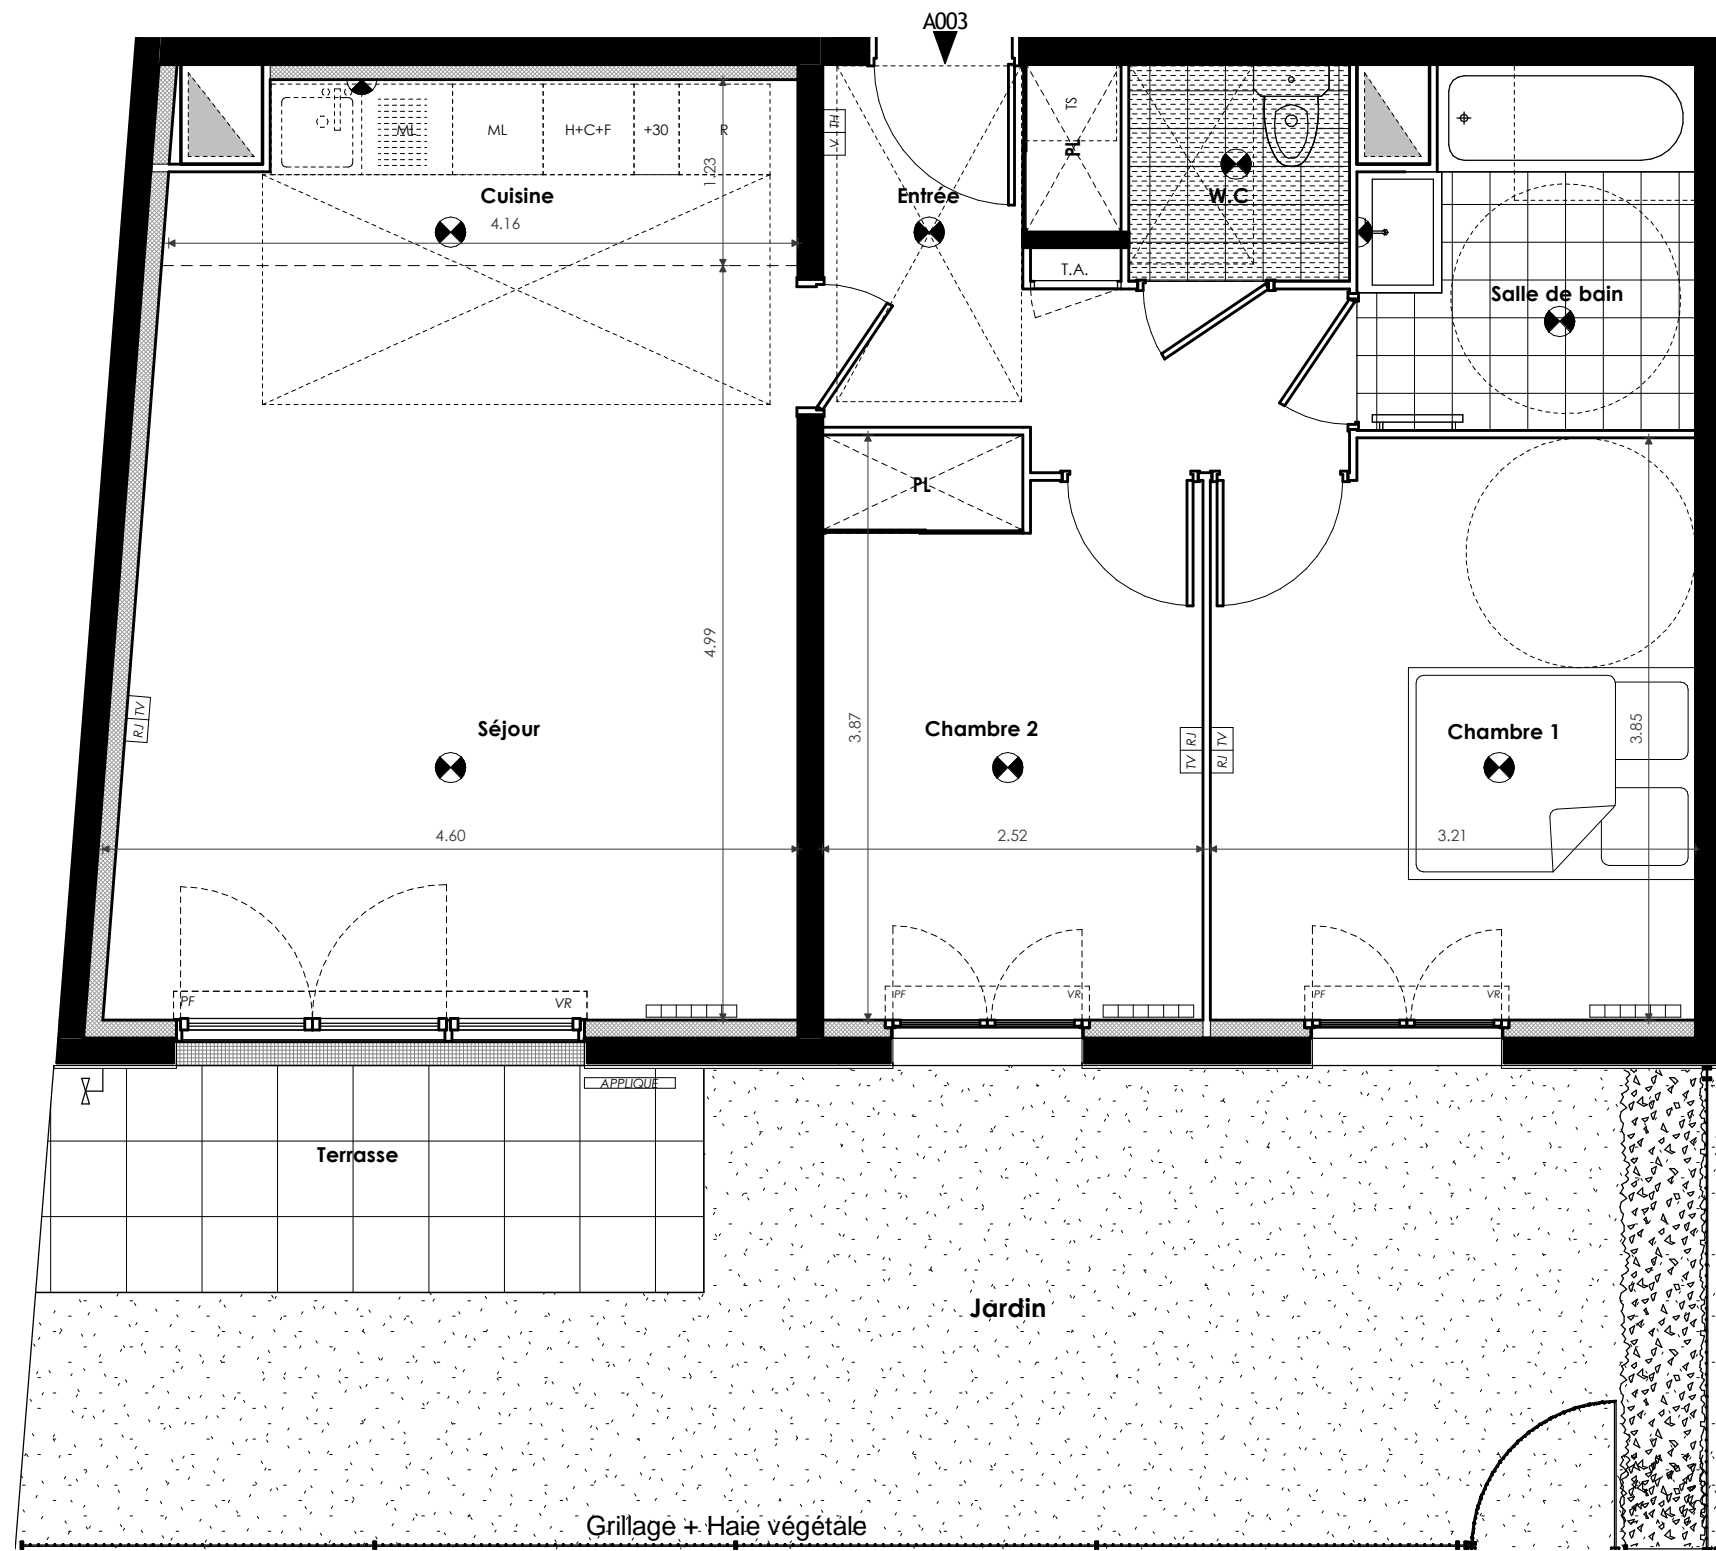 A003
ML
ML
H+C+F
+30
R
TH
V
TS
PL
Cuisine
4.16
1.23
Entrée
W.C
T.A.
Salle de bain
PL
4.99
RJ
TV
Séjour
3.87
Chambre 2
TV
RJ
RJ
TV
Chambre 1
3.85
4.60
2.52
3.21
PF
VR
PF
VR
PF
VR
APPLIQUE
Terrasse
Jardin
Grillage + Haie végétale